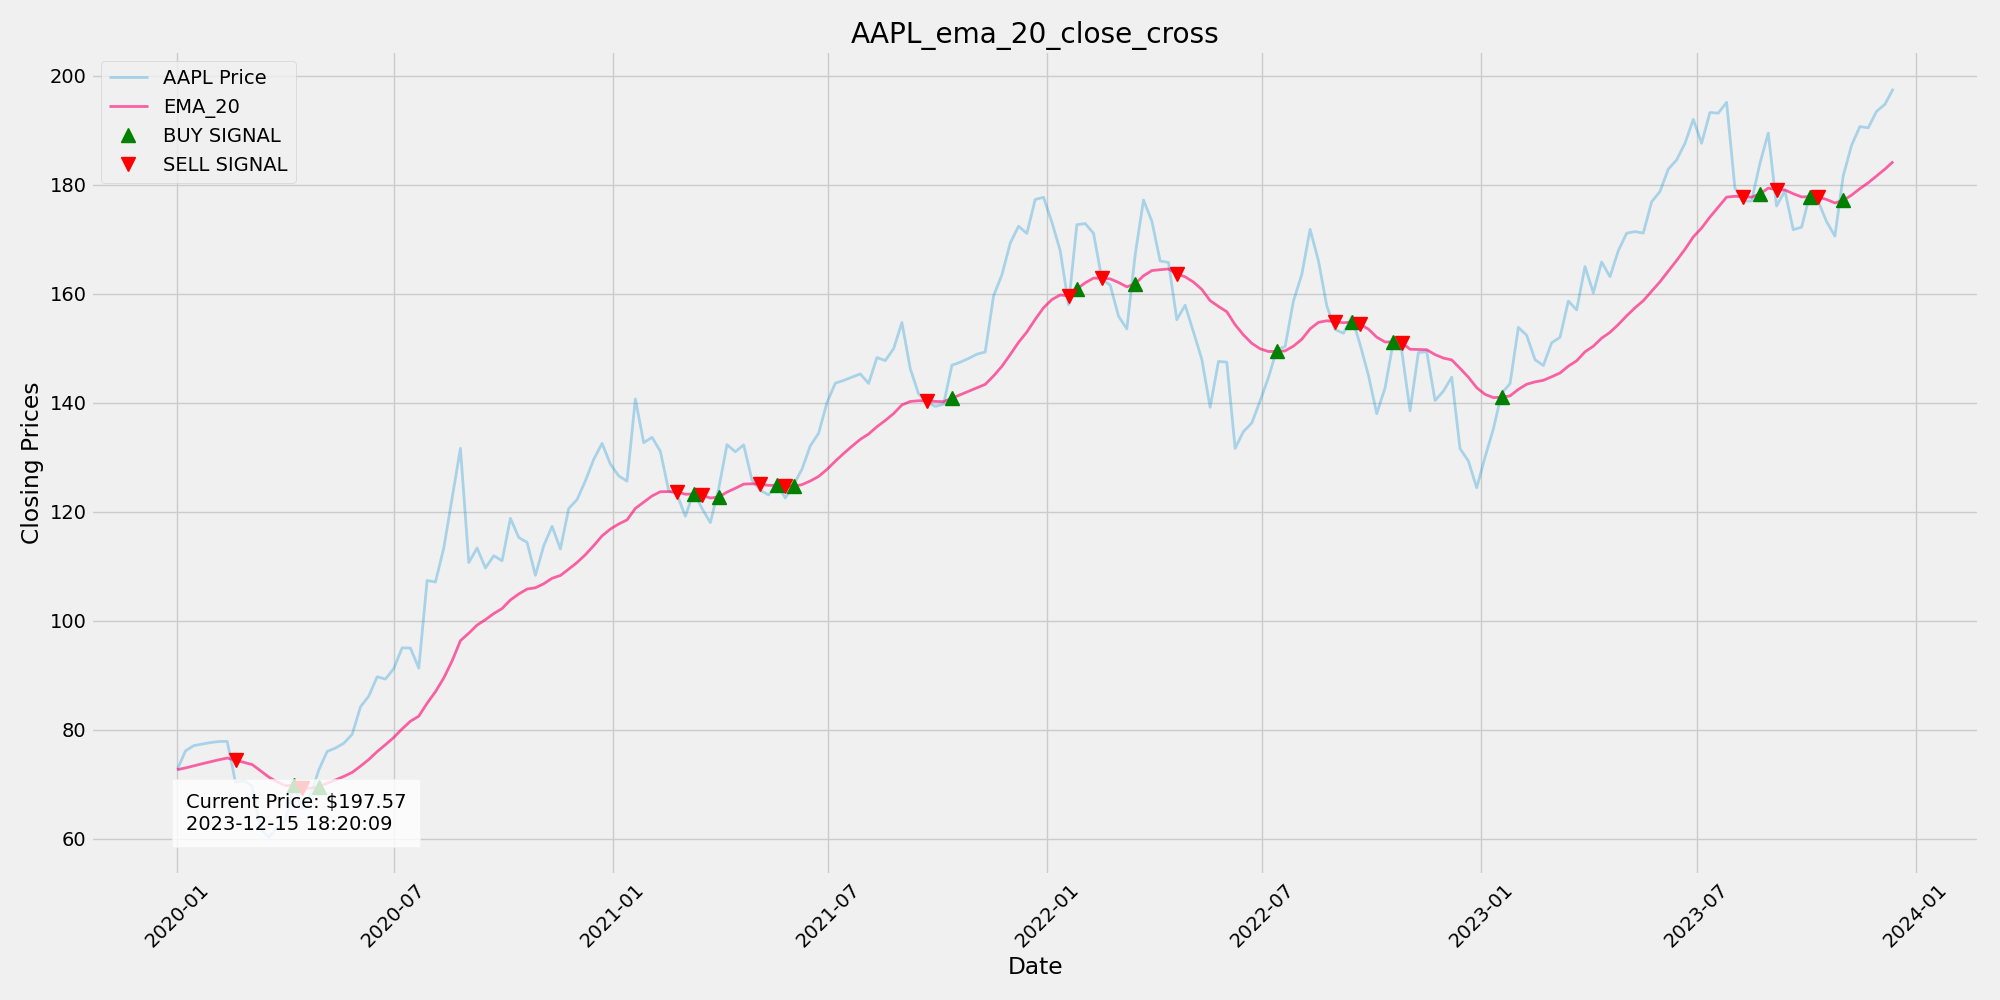 AAPL_ema_20_close_cross
AAPL Price
EMA_20
BUY SIGNAL
SELL SIGNAL
200
180
160
140
120
100
80
60
Closing Prices
Current Price: $197.57
2023-12-15 18:20:09
2020-01
2020-07
2021-01
2021-07
2022-01
2022-07
2023-01
2023-07
2024-01
Date